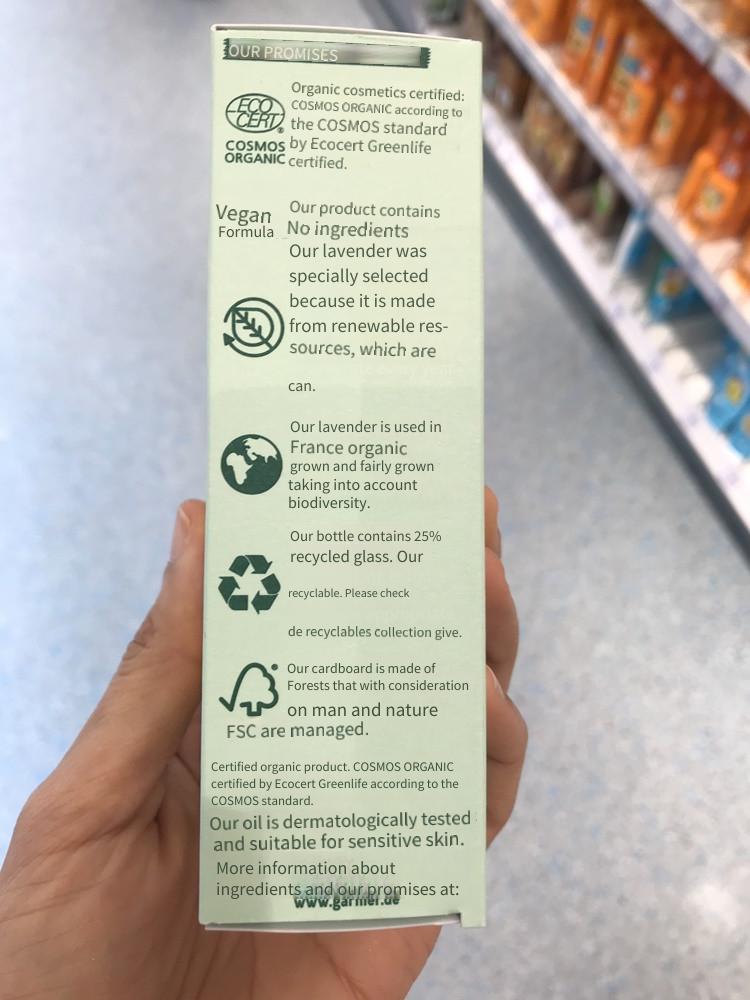 OUR PROMISES
ECO
CERT
COSMOS
ORGANIC
Organic cosmetics certified:
COSMOS ORGANIC according to
the COSMOS standard
by Ecocert Greenlife
certified.
Vegan
Formula
Our product contains
No ingredients
Our lavender was
specially selected
because it is made
from renewable res-
sources, which are
can.
Our lavender is used in
France organic
grown and fairly grown
taking into account
biodiversity.
Our bottle contains 25%
recycled glass. Our
recyclable. Please check
de recyclables collection give.
Our cardboard is made of
Forests that with consideration
on man and nature
FSC are managed.
Certified organic product. COSMOS ORGANIC
certified by Ecocert Greenlife according to the
COSMOS standard.
Our oil is dermatologically tested
and suitable for sensitive skin.
More information about
ingredients and our promises at:
www.garnier.de